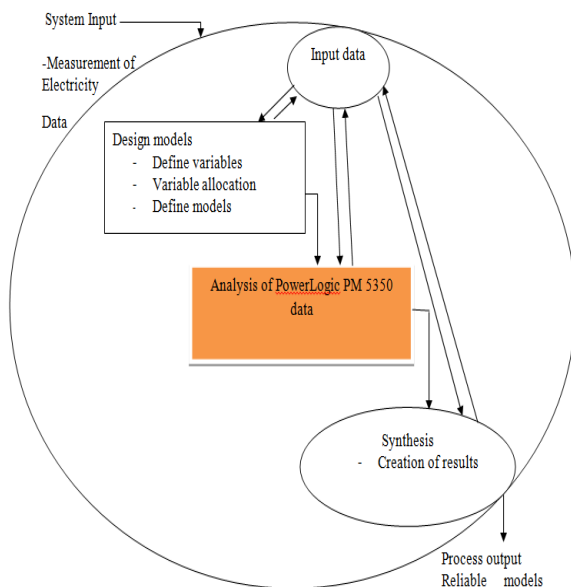 System Input
-Measurement of
Electricity
Data
Input data
Design models
- Define variables
- Variable allocation
- Define models
Analysis of PowerLogic PM 5350
data
Synthesis
- Creation of results
Process output
Reliable models